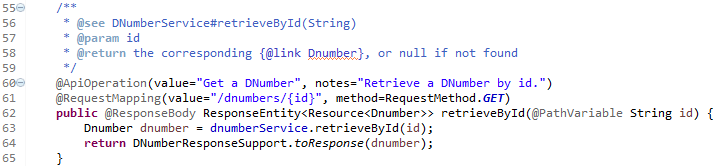 55 /**
56 * @see DNumberService#retrieveById(String)
57 * @param id
58 * @return the corresponding {@link Dnumber}, or null if not found
59 */
60 @ApiOperation(value="Get a DNumber", notes="Retrieve a DNumber by id.")
61 @RequestMapping(value="/dnumbers/{id}", method=RequestMethod.GET)
62 public @ResponseBody ResponseEntity<Resource<Dnumber>> retrieveById(@PathVariable String id) {
63 Dnumber dnumber = dnumberService.retrieveById(id);
64 return DNumberResponseSupport.toResponse(dnumber);
65 }